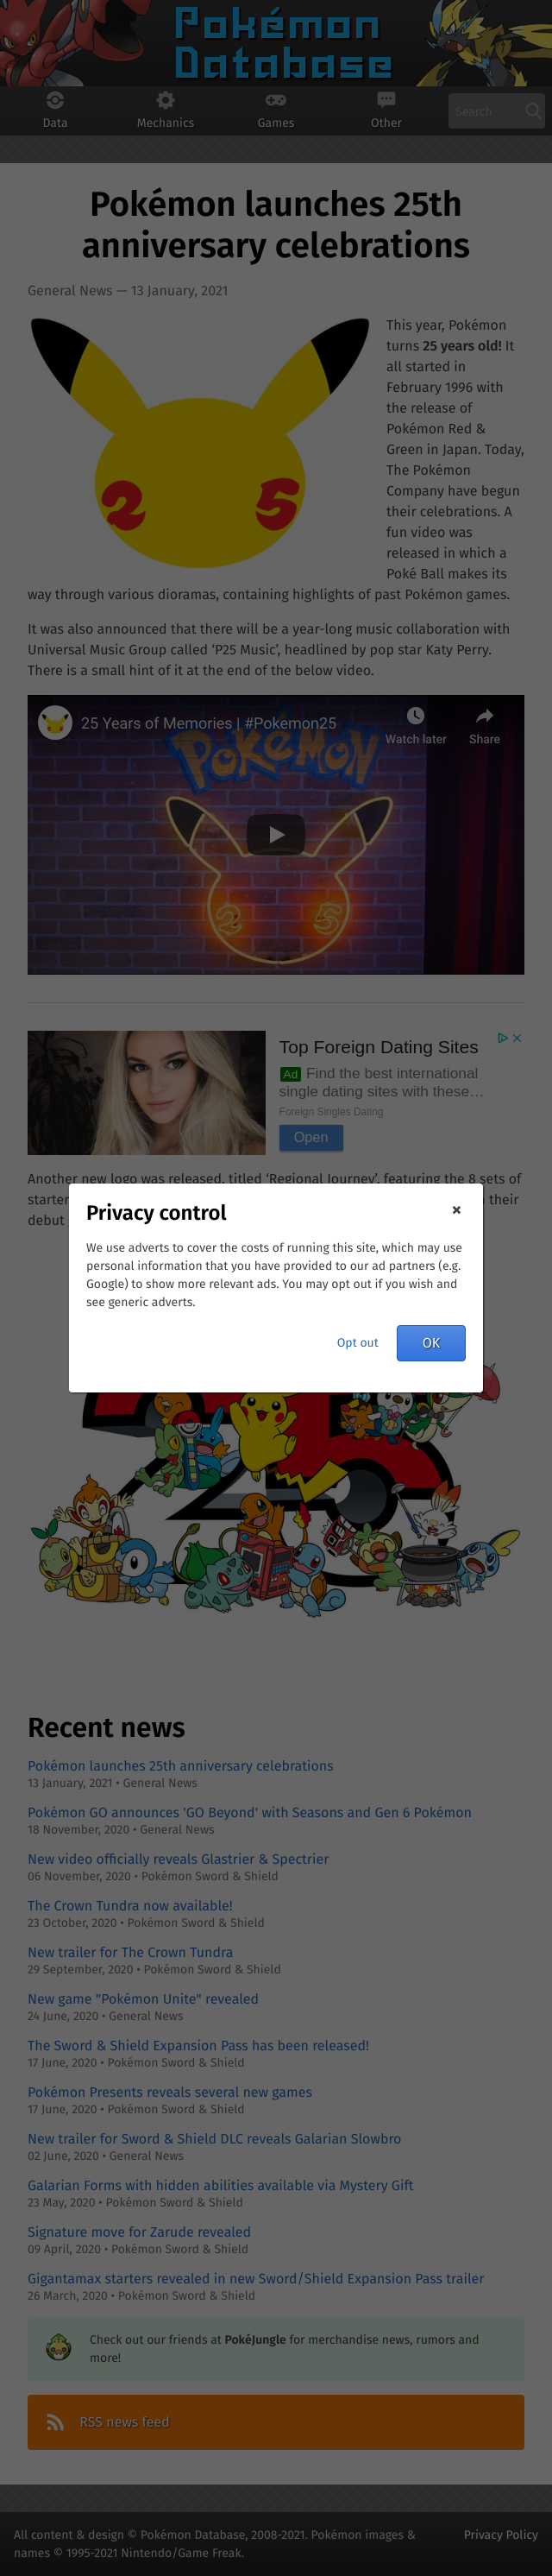 Pokémon
Database
Data
Mechanics
Games
Other
Search
Pokémon launches 25th
anniversary celebrations
General News — 13 January, 2021
This year, Pokémon
turns 25 years old! It
all started in
February 1996 with
the release of
Pokémon Red &
Green in Japan. Today,
The Pokémon
Company have begun
their celebrations. A
fun video was
released in which a
Poké Ball makes its
way through various dioramas, containing highlights of past Pokémon games.
25
It was also announced that there will be a year-long music collaboration with
Universal Music Group called ‘P25 Music’, headlined by pop star Katy Perry.
There is a small hint of it at the end of the below video.
25 Years of Memories | #Pokemon25
Watch later
Share
Pokémon
25
Top Foreign Dating Sites
Ad Find the best international
single dating sites with these…
Foreign Singles Dating
Open
Another new logo was released, titled ‘Regional Journey’, featuring the 8 sets of
starter
their
debut
Privacy control
×
We use adverts to cover the costs of running this site, which may use
personal information that you have provided to our ad partners (e.g.
Google) to show more relevant ads. You may opt out if you wish and
see generic adverts.
Opt out
OK
Recent news
Pokémon launches 25th anniversary celebrations
13 January, 2021 • General News
Pokémon GO announces 'GO Beyond' with Seasons and Gen 6 Pokémon
18 November, 2020 • General News
New video officially reveals Glastrier & Spectrier
06 November, 2020 • Pokémon Sword & Shield
The Crown Tundra now available!
23 October, 2020 • Pokémon Sword & Shield
New trailer for The Crown Tundra
29 September, 2020 • Pokémon Sword & Shield
New game "Pokémon Unite" revealed
24 June, 2020 • General News
The Sword & Shield Expansion Pass has been released!
17 June, 2020 • Pokémon Sword & Shield
Pokémon Presents reveals several new games
17 June, 2020 • Pokémon Sword & Shield
New trailer for Sword & Shield DLC reveals Galarian Slowbro
02 June, 2020 • General News
Galarian Forms with hidden abilities available via Mystery Gift
23 May, 2020 • Pokémon Sword & Shield
Signature move for Zarude revealed
09 April, 2020 • Pokémon Sword & Shield
Gigantamax starters revealed in new Sword/Shield Expansion Pass trailer
26 March, 2020 • Pokémon Sword & Shield
Check out our friends at PokéJungle for merchandise news, rumors and
more!
RSS news feed
All content & design © Pokémon Database, 2008-2021. Pokémon images &
names © 1995-2021 Nintendo/Game Freak.
Privacy Policy